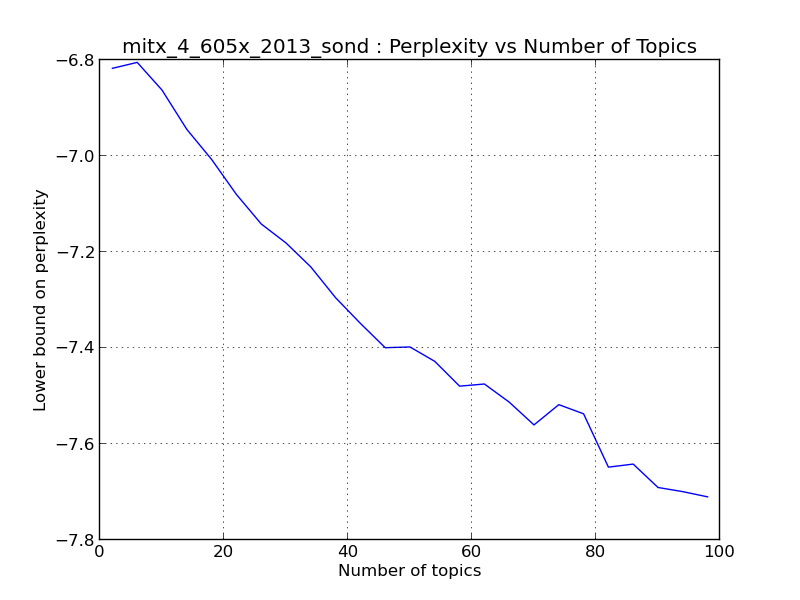 mitx_4_605x_2013_sond : Perplexity vs Number of Topics
−6.8
−7.0
−7.2
−7.4
−7.6
−7.8
Lower bound on perplexity
0 20 40 60 80 100
Number of topics